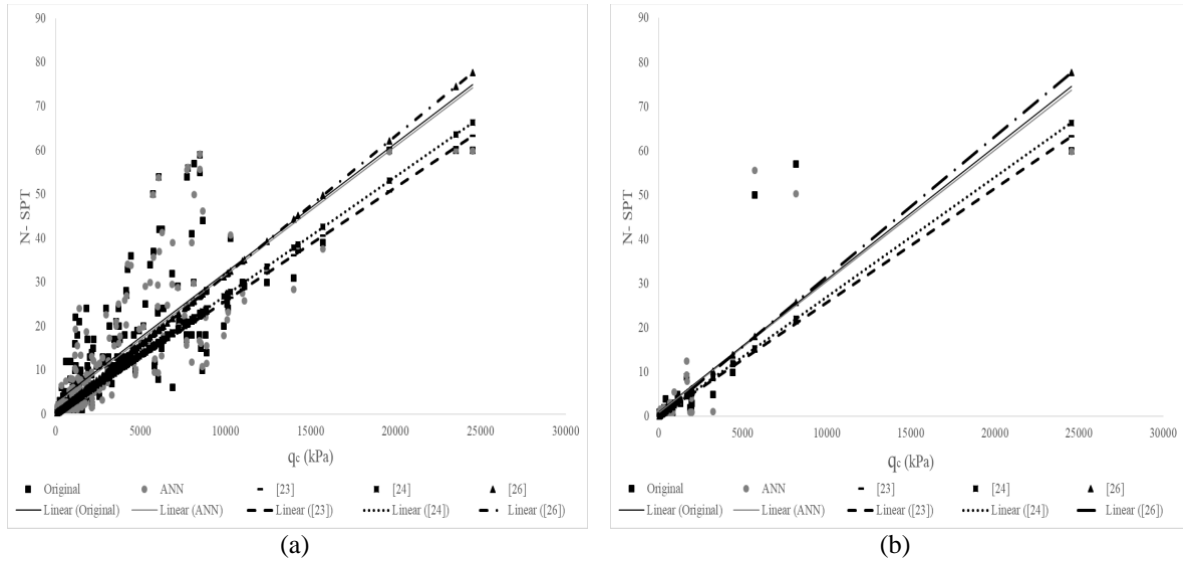 90
80
70
60
50
40
30
20
10
0
N- SPT
0 5000 10000 15000 20000 25000 30000
qc (kPa)
Original ANN [23] [24] [26]
Linear (Original) Linear (ANN) Linear ([23]) Linear ([24]) Linear ([26])
(a)
90
80
70
60
50
40
30
20
10
0
N- SPT
0 5000 10000 15000 20000 25000 30000
qc (kPa)
Original ANN [23] [24] [26]
Linear (Original) Linear (ANN) Linear ([23]) Linear ([24]) Linear ([26])
(b)